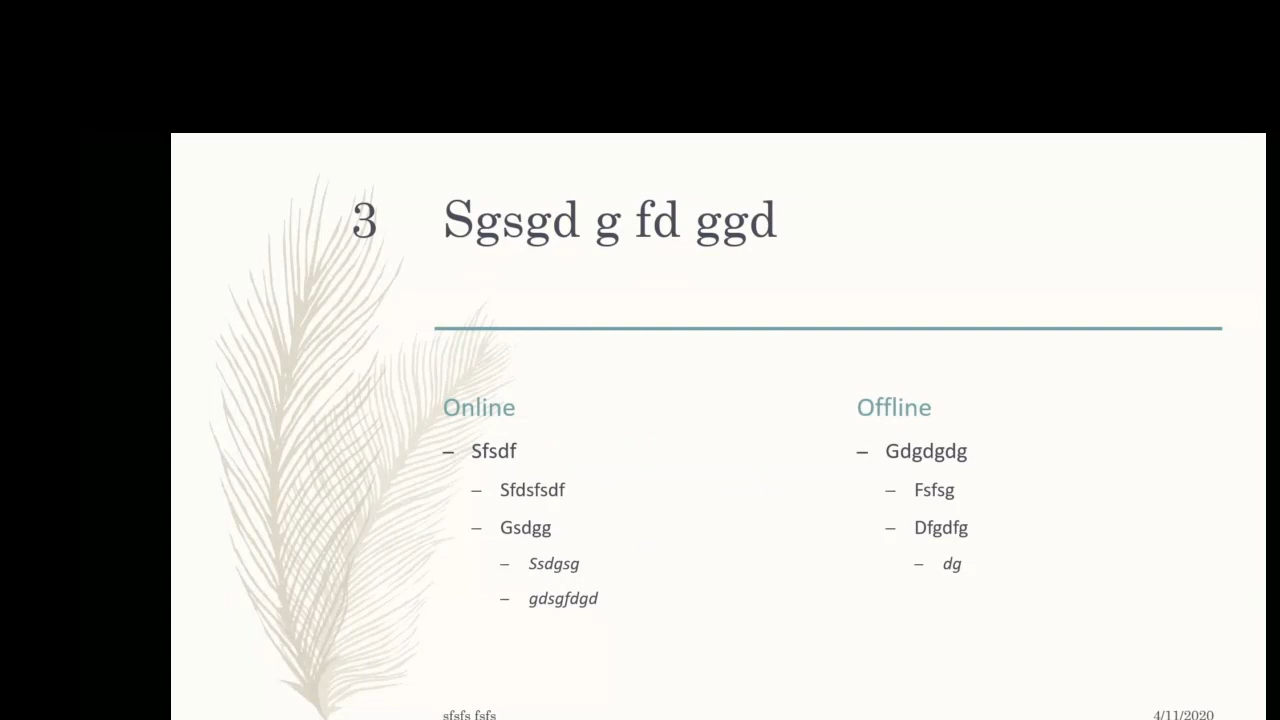 3 Sgsgd g fd ggd
Online
– Sfsdf
– Sfdsfsdf
– Gsdgg
– Ssdgsg
– gdsgfdgd
Offline
– Gdgdgdg
– Fsfsg
– Dfgdfg
– dg
sfsfs fsfs
4/11/2020